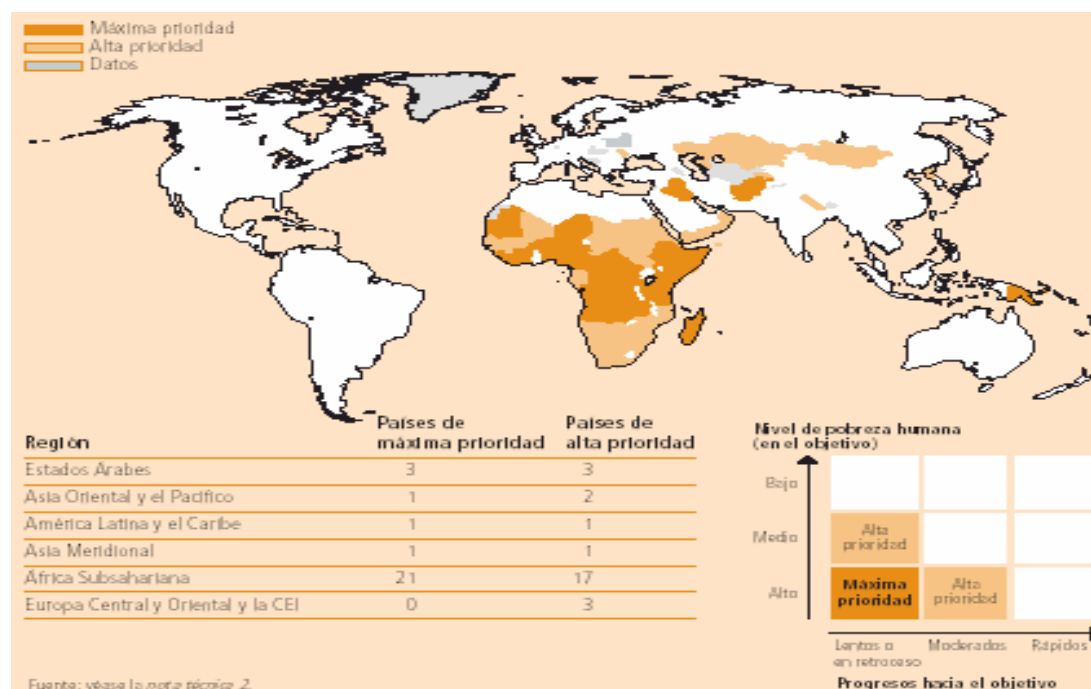 Máxima prioridad
Alta prioridad
Datos
Región Países de máxima prioridad Países de alta prioridad
Estados Árabes 3 3
Asia Oriental y el Pacífico 1 2
América Latina y el Caribe 1 1
Asia Meridional 1 1
África Subsahariana 21 17
Europa Central y Oriental y la CEI 0 3
Fuente: véase la nota técnica 2.
Nivel de pobreza humana
(en el objetivo)
Bajo
Medio
Alto
Alta
prioridad
Máxima
prioridad
Alta
prioridad
Lentos o
en retroceso
Moderados
Rápidos
Progresos hacia el objetivo